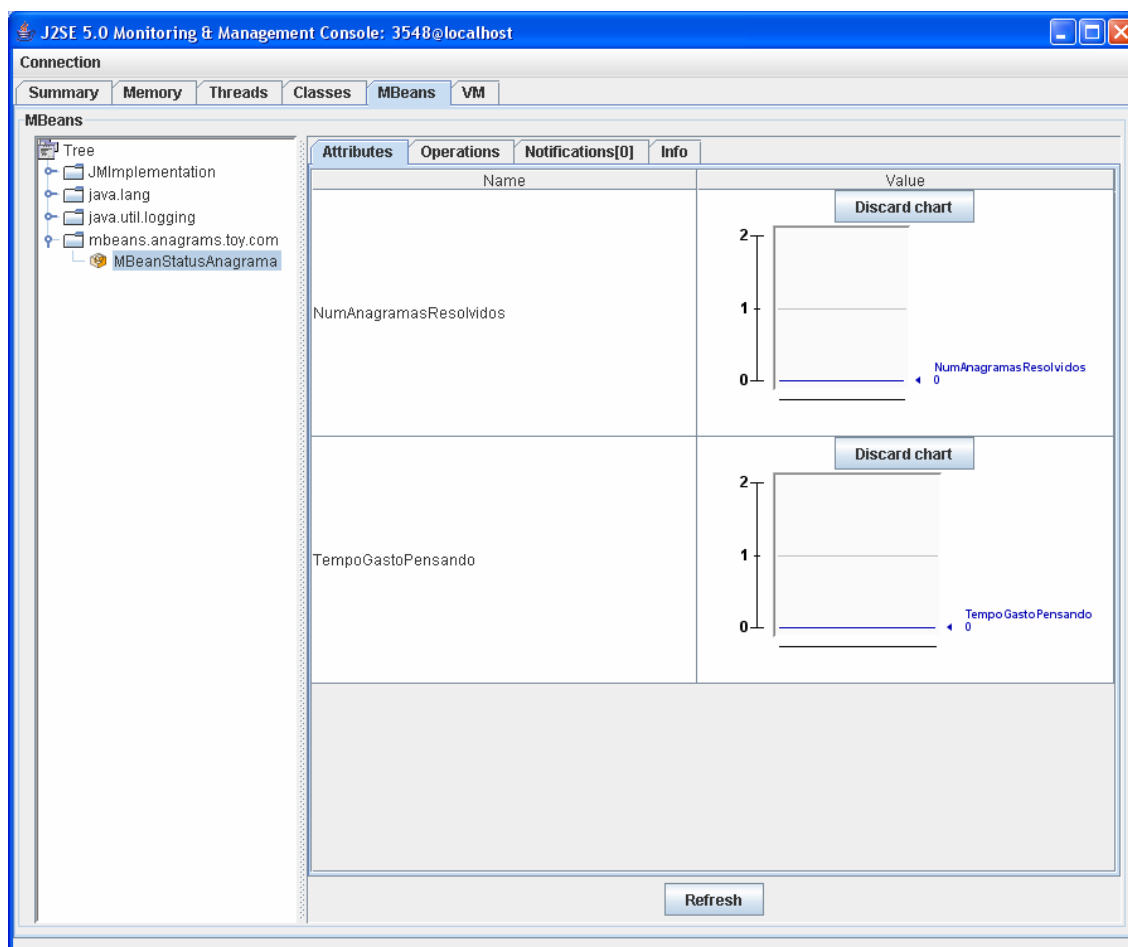 J2SE 5.0 Monitoring & Management Console: 3548@localhost
Connection
Summary Memory Threads Classes MBeans VM
MBeans
Tree
JMImplementation
java.lang
java.util.logging
mbeans.anagrams.toy.com
MBeanStatusAnagrama
Attributes Operations Notifications[0] Info
Name Value
Discard chart
NumAnagramasResolvidos
2
1
0
NumAnagramasResolvidos
0
Discard chart
TempoGastoPensando
2
1
0
TempoGastoPensando
0
Refresh